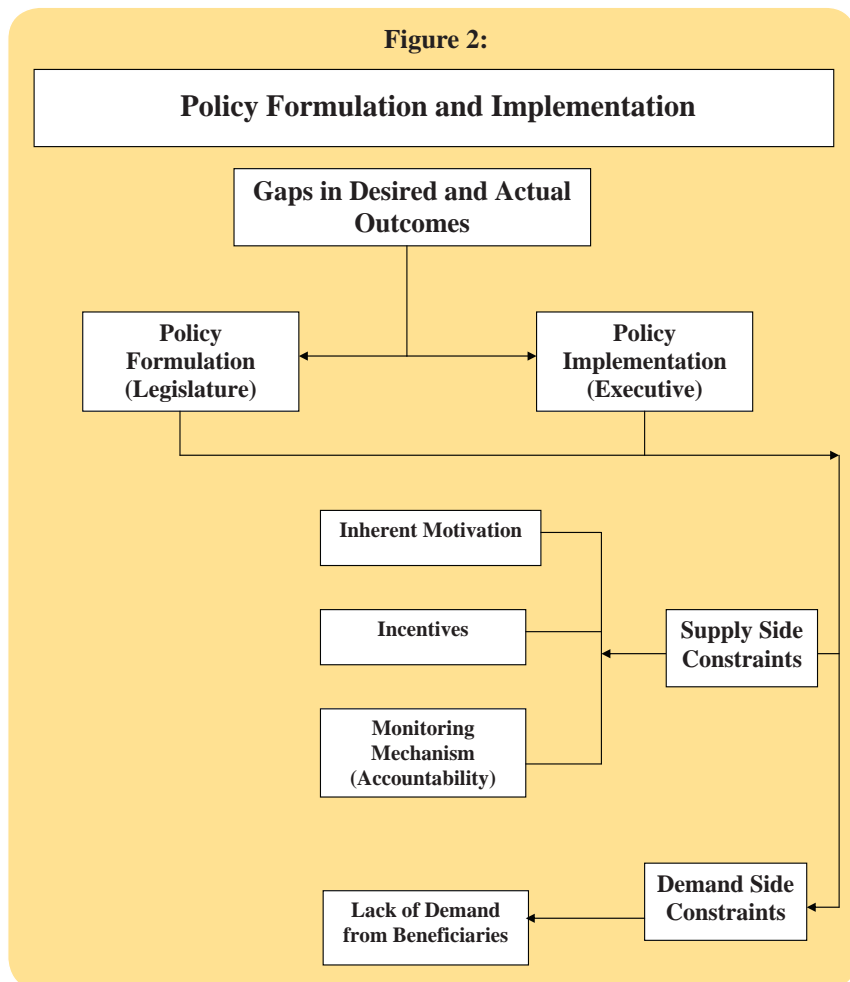 Figure 2:
Policy Formulation and Implementation
Gaps in Desired and Actual
Outcomes
Policy
Formulation
(Legislature)
Policy
Implementation
(Executive)
Inherent Motivation
Incentives
Supply Side
Constraints
Monitoring
Mechanism
(Accountability)
Demand Side
Constraints
Lack of Demand
from Beneficiaries